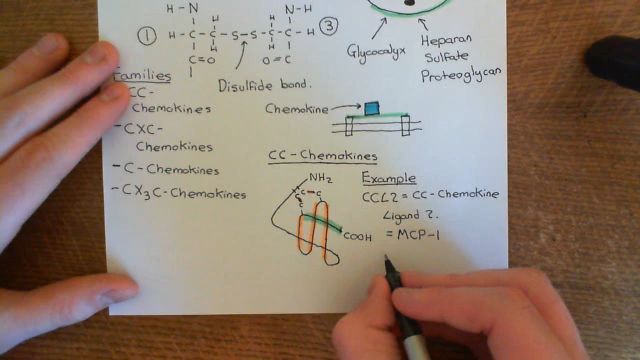 H-N
N-H
H H
① H-C-C-S-S-C-C-H ③
H H
C=O O=C
Disulfide bond.
Glycocalyx
Heparan
Sulfate
Proteoglycan
Families
CC-
Chemokines
-CXC-
Chemokines
-C-Chemokines
-CX3C-Chemokines
Chemokine
CC-Chemokines
NH2
C-C
C
COOH
Example
CCL2 = CC-Chemokine
Ligand 2.
= MCP-1